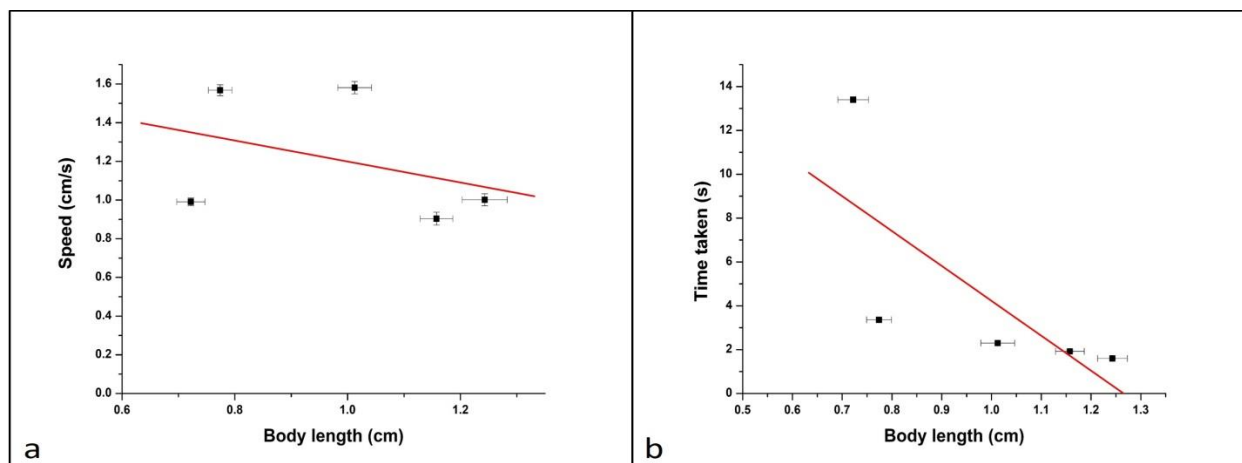 1.6
1.4
1.2
1.0
0.8
0.6
0.4
0.2
0.0
Speed (cm/s)
0.6 0.8 1.0 1.2
Body length (cm)
a
14
12
10
8
6
4
2
0
Time taken (s)
0.5 0.6 0.7 0.8 0.9 1.0 1.1 1.2 1.3
Body length (cm)
b